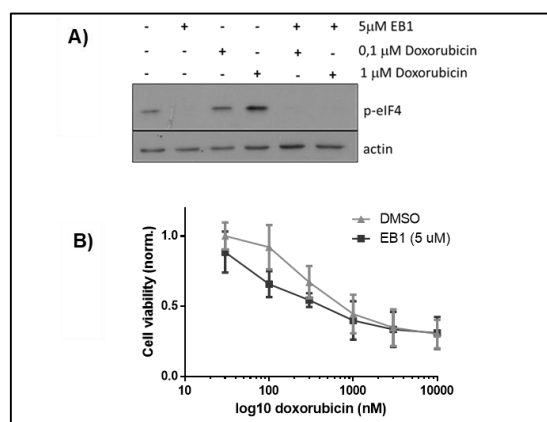 A)
- + - - + + 5μM EB1
- - + - + - 0,1 μM Doxorubicin
- - - + - + 1 μM Doxorubicin
p-eIF4
actin
B)
DMSO
EB1 (5 uM)
Cell viability (norm.)
1.0
0.5
0.0
10 100 1000 10000
log10 doxorubicin (nM)